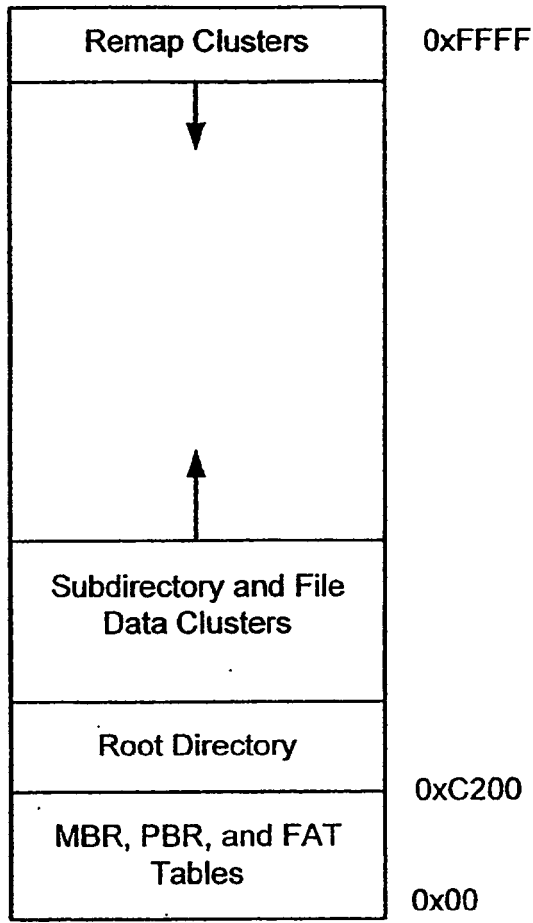 Remap Clusters
0xFFFF
Subdirectory and File
Data Clusters
Root Directory
0xC200
MBR, PBR, and FAT
Tables
0x00